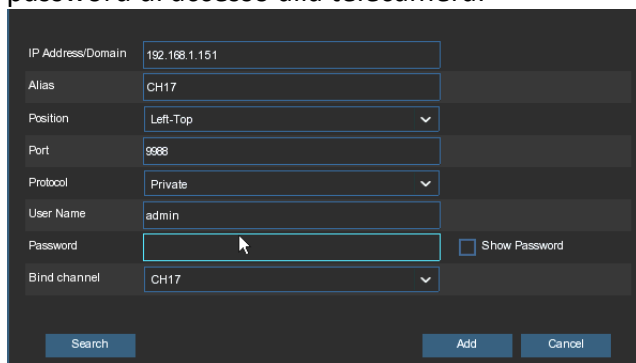 password di accesso alla telecamera.
IP Address/Domain 192.168.1.151
Alias CH17
Position Left-Top
Port 9988
Protocol Private
User Name admin
Password Show Password
Bind channel CH17
Search Add Cancel